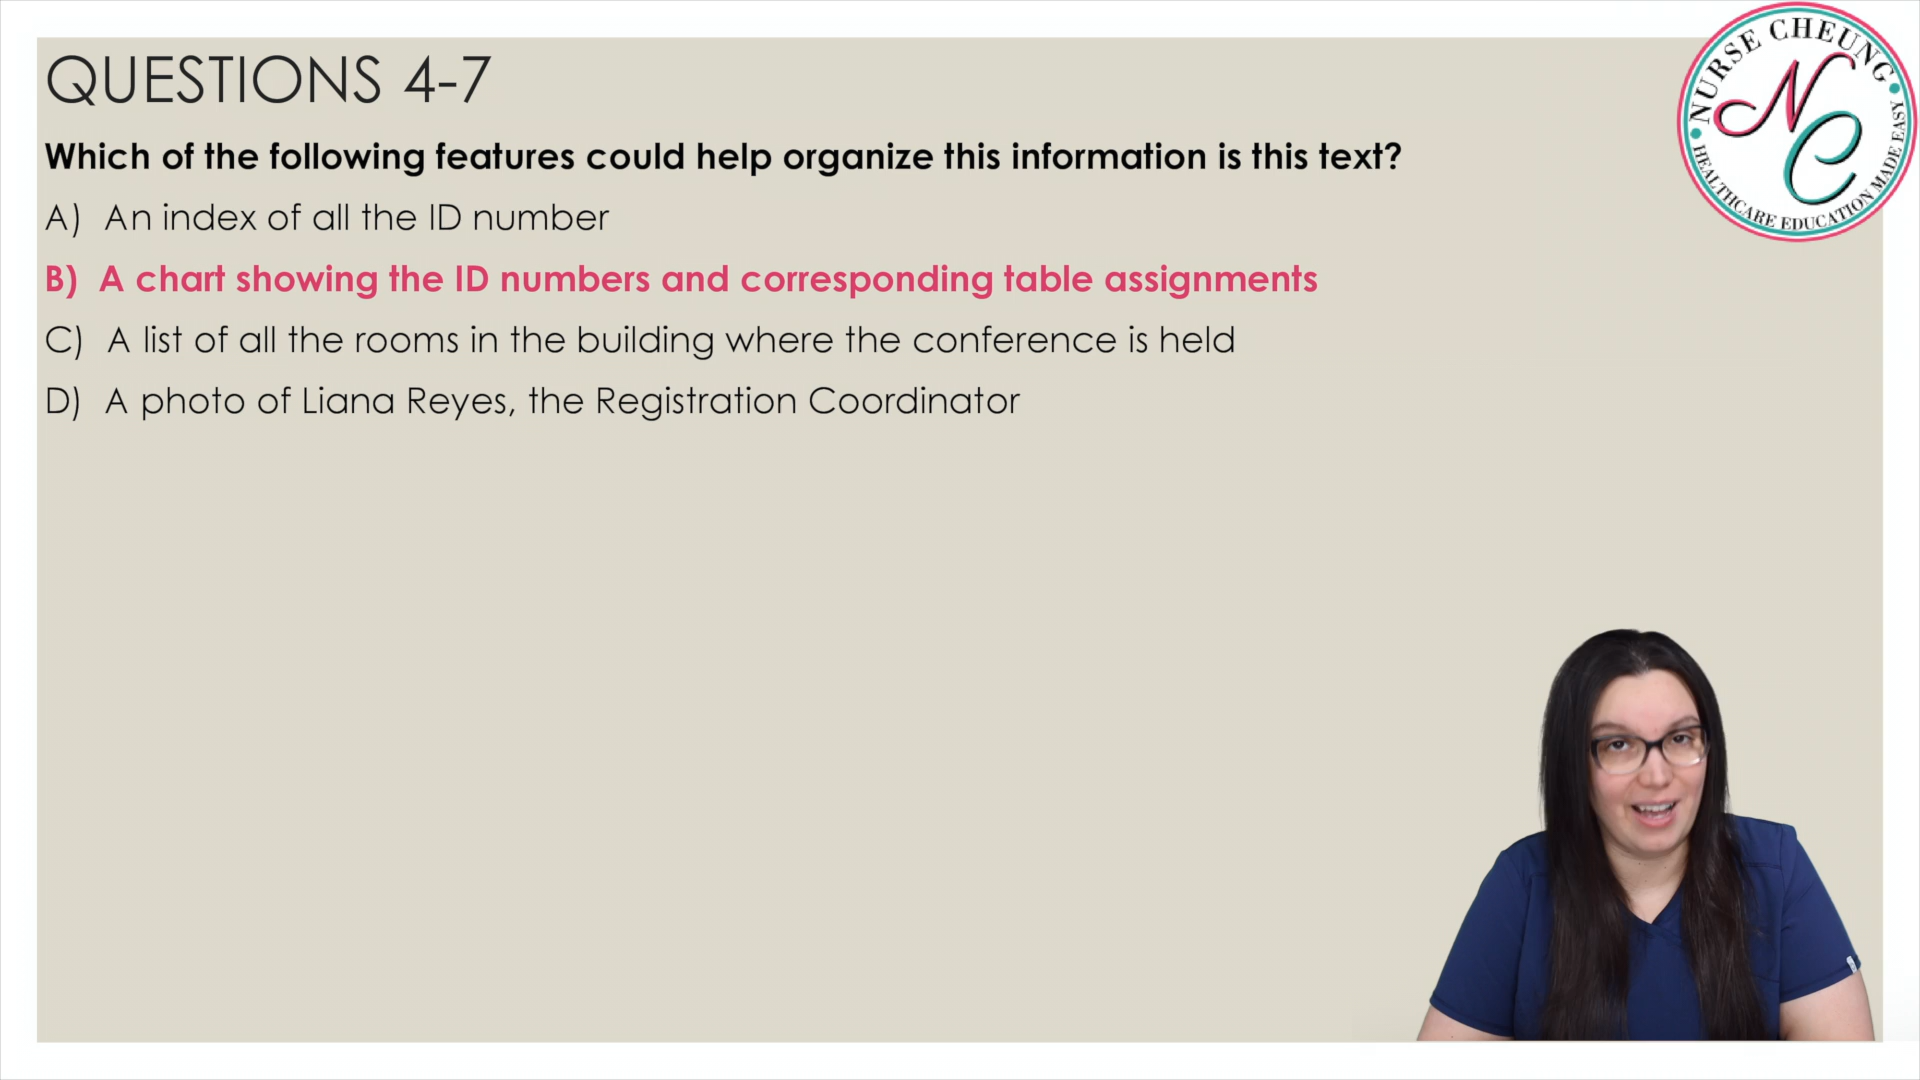 QUESTIONS 4-7
Which of the following features could help organize this information is this text?
A) An index of all the ID number
B) A chart showing the ID numbers and corresponding table assignments
C) A list of all the rooms in the building where the conference is held
D) A photo of Liana Reyes, the Registration Coordinator
NURSE CHEUNG
NC
HEALTHCARE EDUCATION MADE EASY